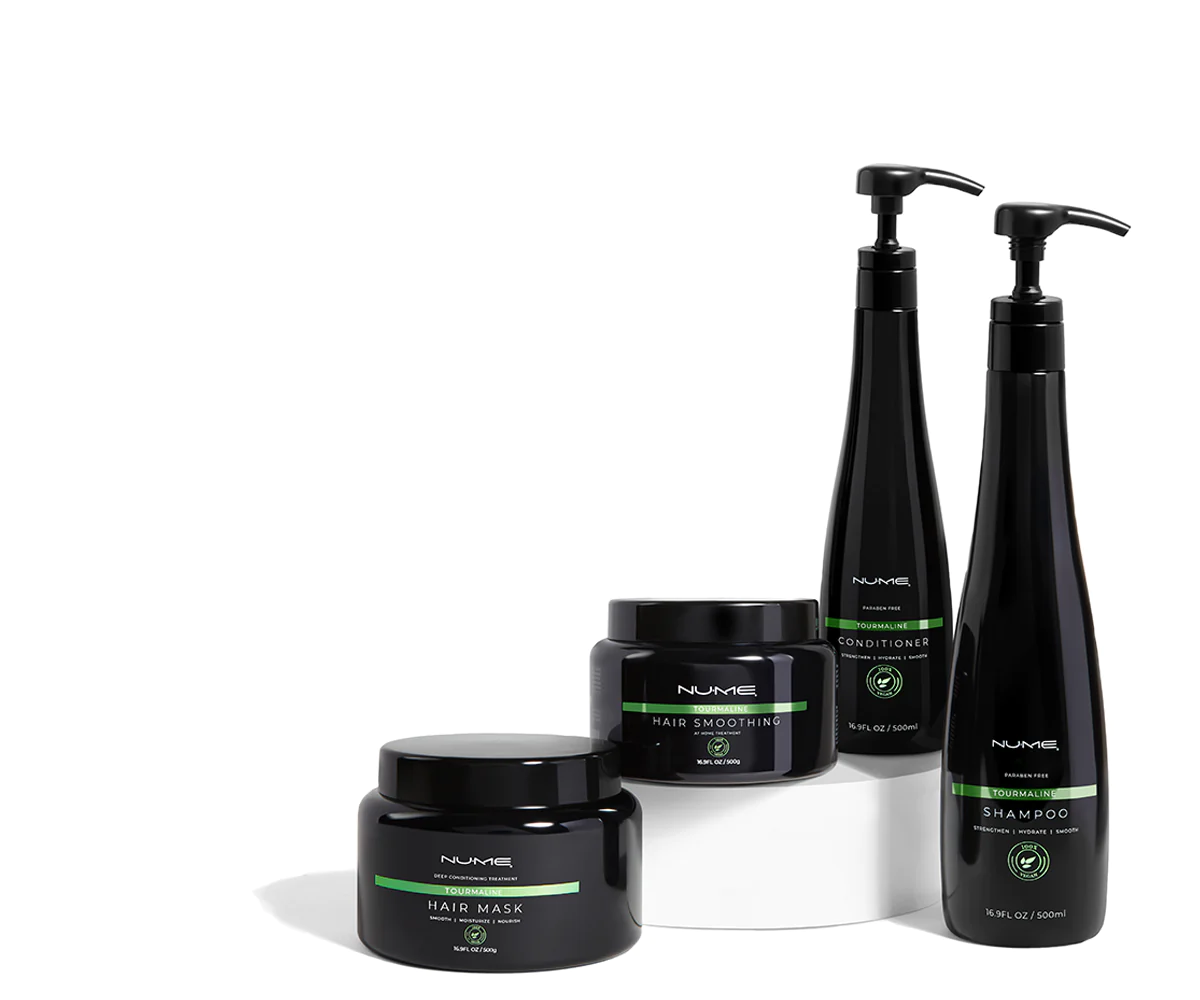 NUME
PARABEN FREE
TOURMALINE
CONDITIONER
STRENGTHEN | HYDRATE | SMOOTH
100%
VEGAN
16.9FL OZ / 500ml
NUME
TOURMALINE
HAIR SMOOTHING
AT HOME TREATMENT
16.9FL OZ / 500g
NUME
PARABEN FREE
TOURMALINE
SHAMPOO
STRENGTHEN | HYDRATE | SMOOTH
100%
VEGAN
16.9FL OZ / 500ml
NUME
DEEP CONDITIONING TREATMENT
TOURMALINE
HAIR MASK
SMOOTH | MOISTURIZE | NOURISH
16.9FL OZ / 500g